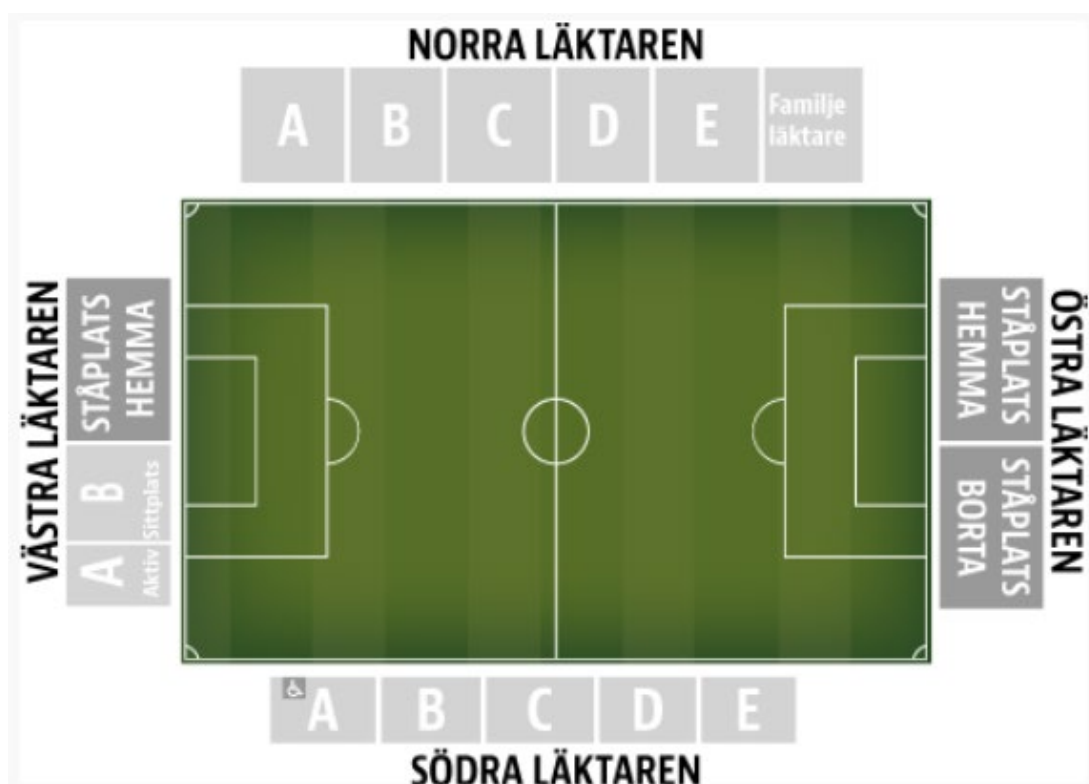 NORRA LÄKTAREN
A B C D E Familje
läktare
VÄSTRA LÄKTAREN
STÅPLATS
HEMMA
B Sittplats
A Aktiv
ÖSTRA LÄKTAREN
STÅPLATS
HEMMA
STÅPLATS
BORTA
A B C D E
SÖDRA LÄKTAREN